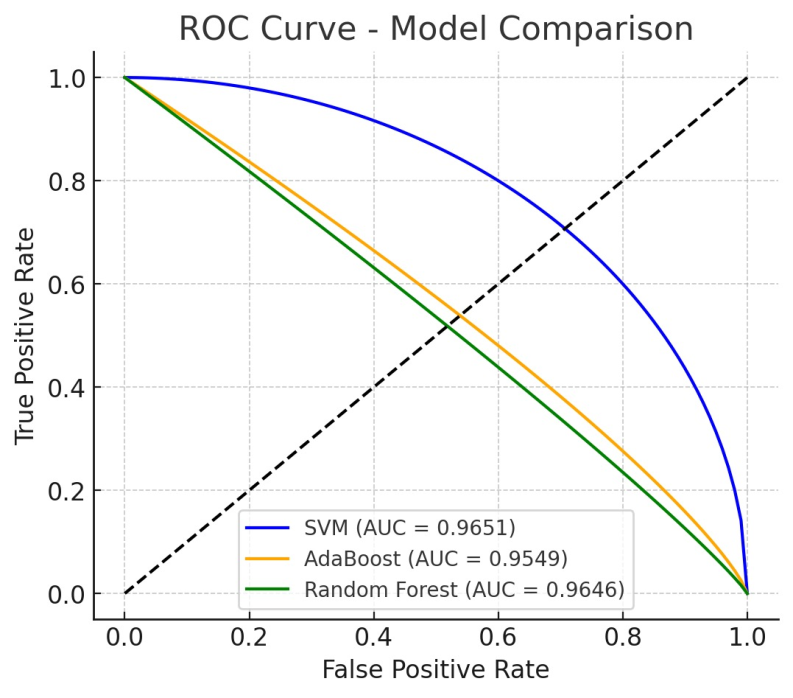 ROC Curve - Model Comparison
True Positive Rate
1.0
0.8
0.6
0.4
0.2
0.0
SVM (AUC = 0.9651)
AdaBoost (AUC = 0.9549)
Random Forest (AUC = 0.9646)
0.0 0.2 0.4 0.6 0.8 1.0
False Positive Rate